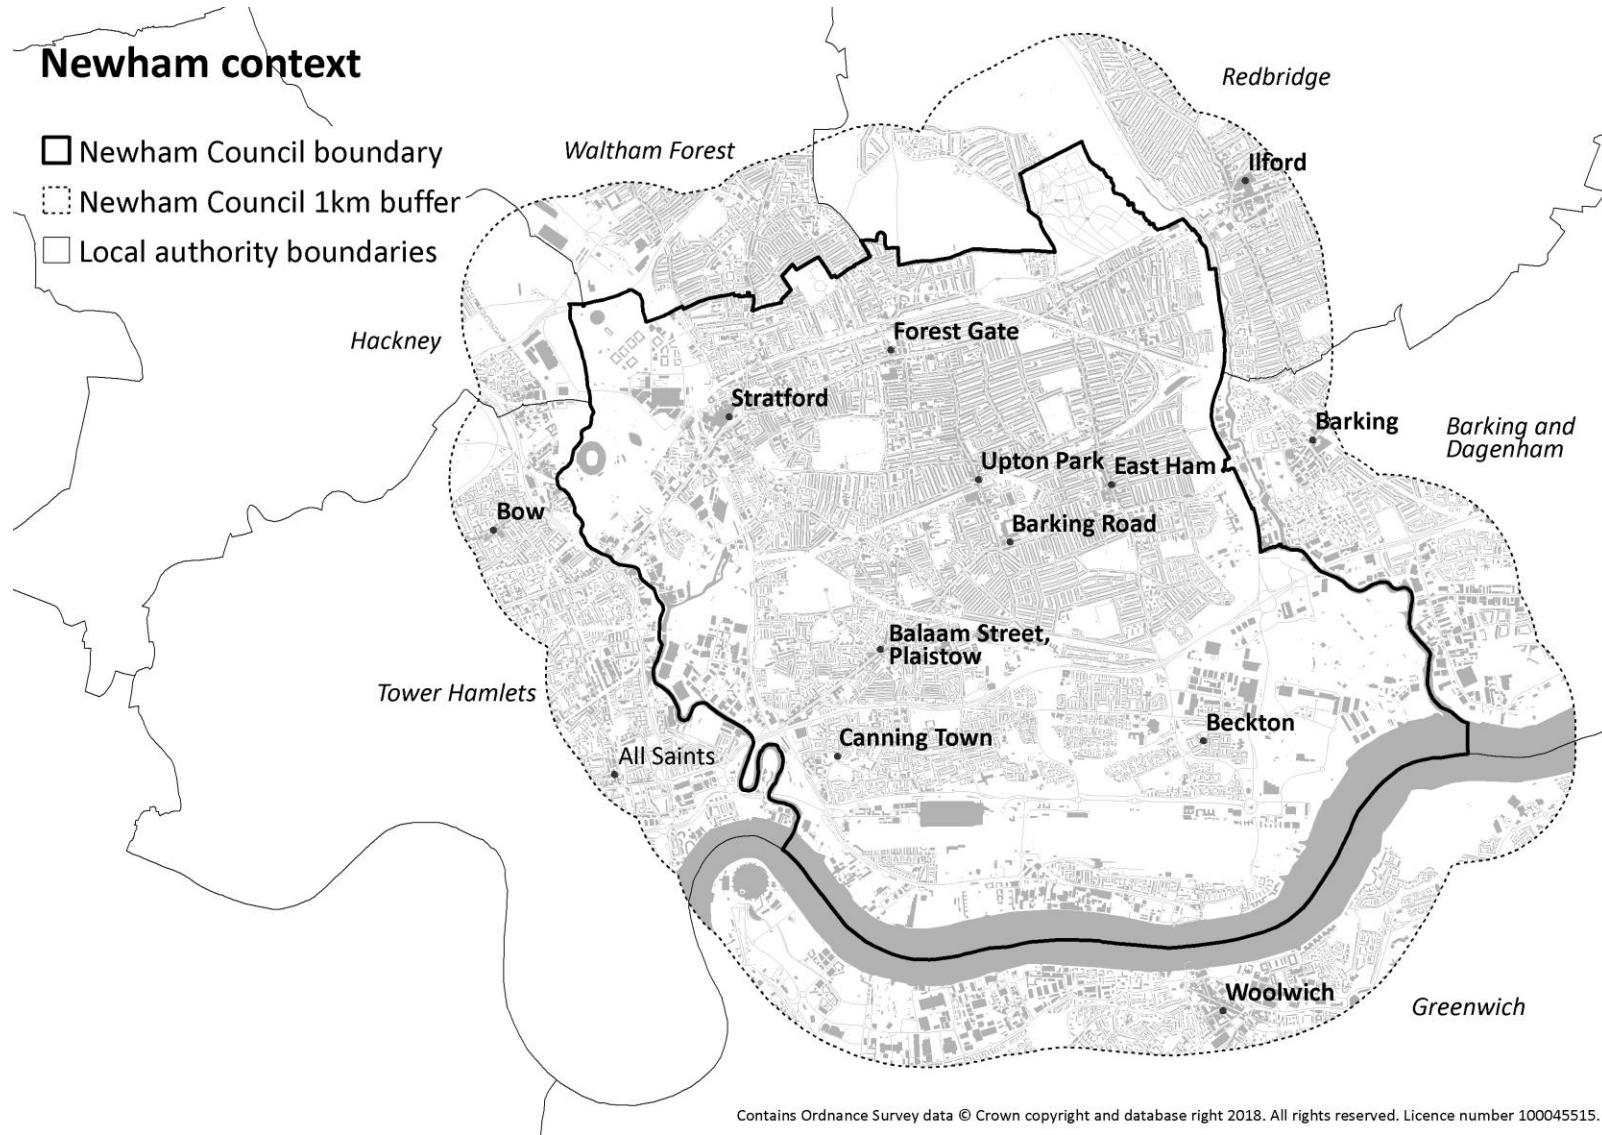 Newham context
Newham Council boundary
Newham Council 1km buffer
Local authority boundaries
Redbridge
Waltham Forest
Ilford
Hackney
Forest Gate
Stratford
Barking
Barking and
Dagenham
Upton Park
East Ham
Bow
Barking Road
Balaam Street,
Plaistow
Tower Hamlets
Beckton
Canning Town
All Saints
Woolwich
Greenwich
Contains Ordnance Survey data © Crown copyright and database right 2018. All rights reserved. Licence number 100045515.